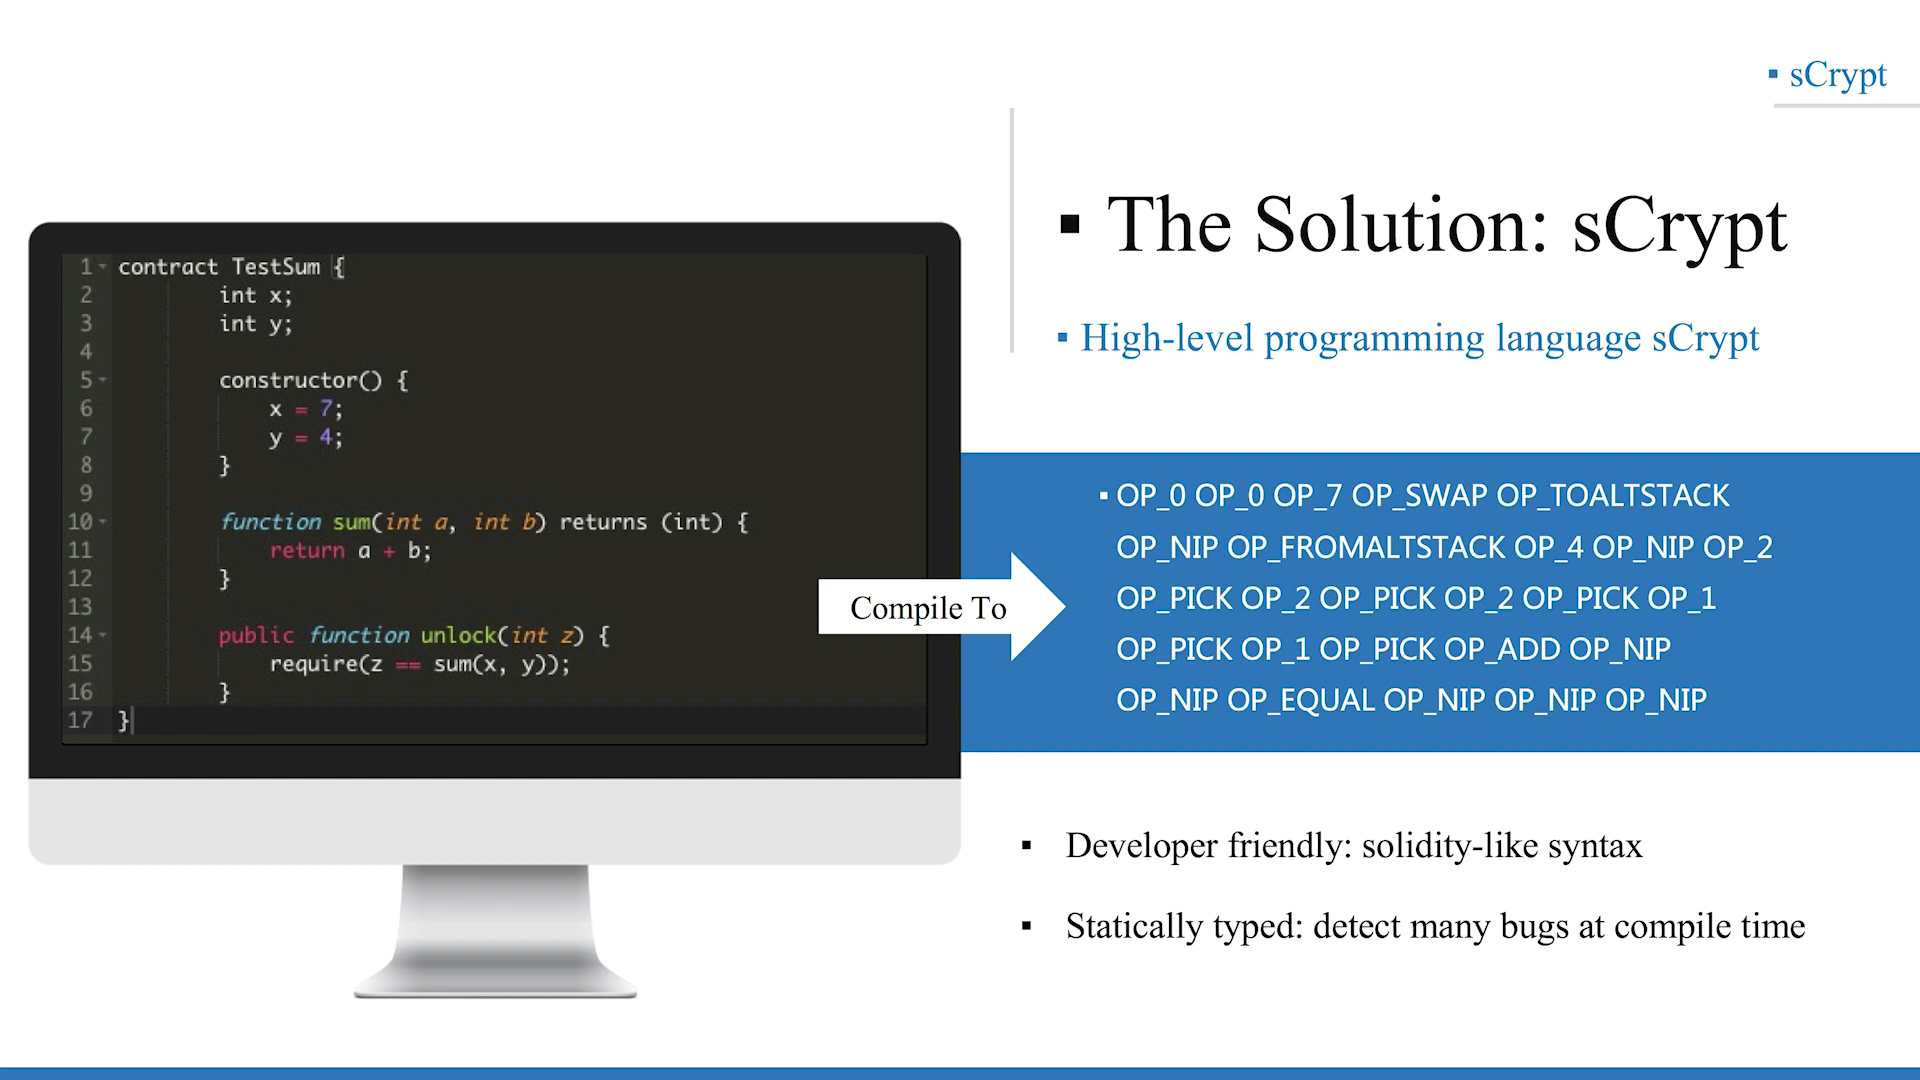 ▪ sCrypt
▪ The Solution: sCrypt
▪ High-level programming language sCrypt
1 contract TestSum {
2 int x;
3 int y;
4
5 constructor() {
6 x = 7;
7 y = 4;
8 }
9
10 function sum(int a, int b) returns (int) {
11 return a + b;
12 }
13
14 public function unlock(int z) {
15 require(z == sum(x, y));
16 }
17 }
Compile To
▪ OP_0 OP_0 OP_7 OP_SWAP OP_TOALTSTACK
OP_NIP OP_FROMALTSTACK OP_4 OP_NIP OP_2
OP_PICK OP_2 OP_PICK OP_2 OP_PICK OP_1
OP_PICK OP_1 OP_PICK OP_ADD OP_NIP
OP_NIP OP_EQUAL OP_NIP OP_NIP OP_NIP
▪ Developer friendly: solidity-like syntax
▪ Statically typed: detect many bugs at compile time